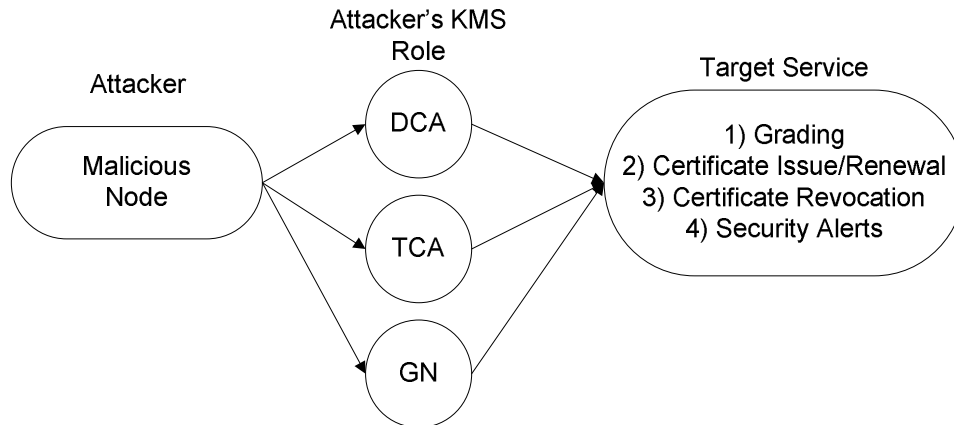 Attacker
Malicious
Node
Attacker’s KMS
Role
DCA
TCA
GN
Target Service
1) Grading
2) Certificate Issue/Renewal
3) Certificate Revocation
4) Security Alerts